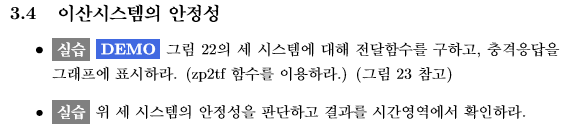 3.4 이산시스템의 안정성
• 실습 DEMO 그림 22의 세 시스템에 대해 전달함수를 구하고, 충격응답을
그래프에 표시하라. (zp2tf 함수를 이용하라.) (그림 23 참고)
• 실습 위 세 시스템의 안정성을 판단하고 결과를 시간영역에서 확인하라.